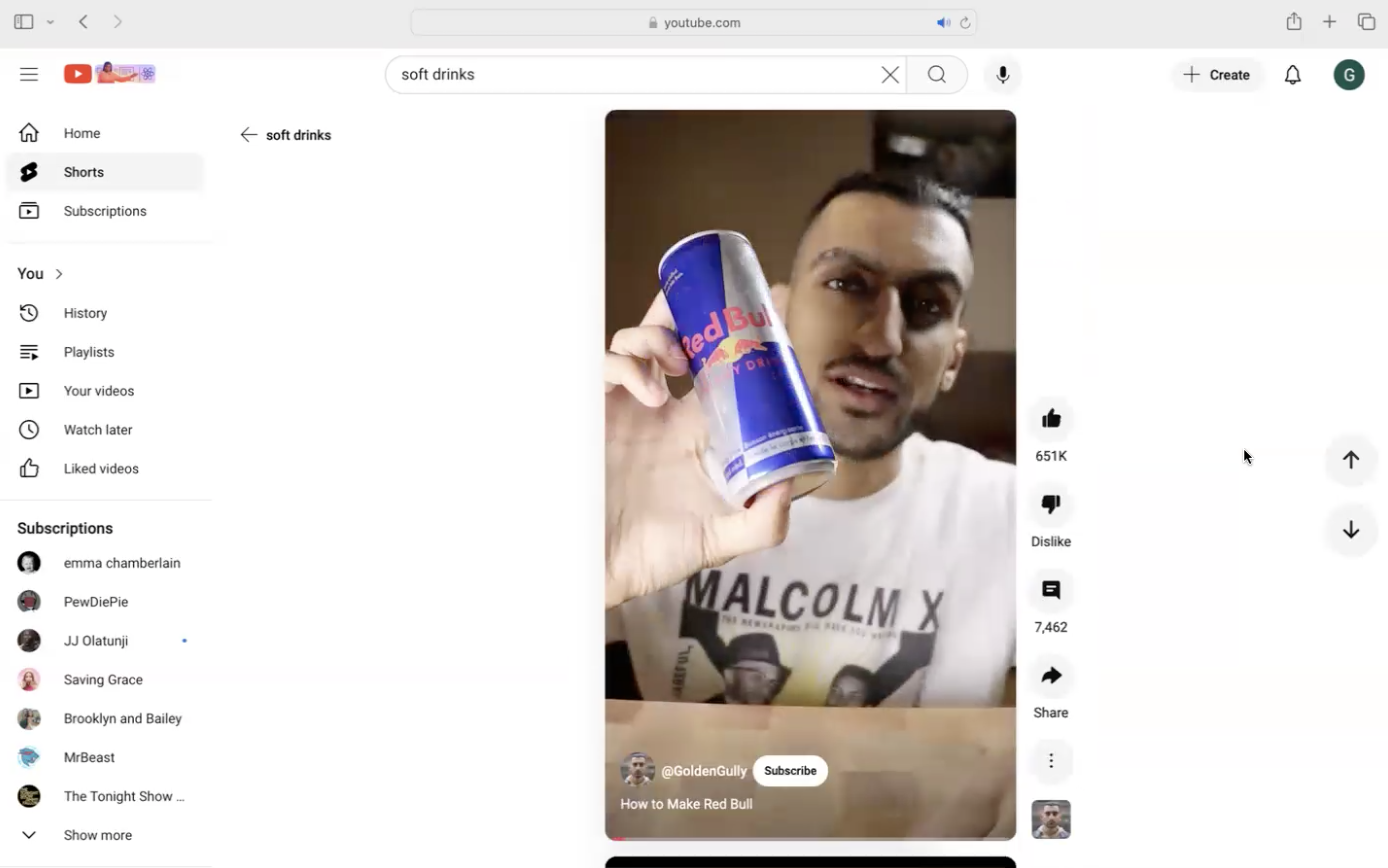 youtube.com
soft drinks
Create
G
Home
Shorts
Subscriptions
You
History
Playlists
Your videos
Watch later
Liked videos
Subscriptions
emma chamberlain
PewDiePie
JJ Olatunji
Saving Grace
Brooklyn and Bailey
MrBeast
The Tonight Show ...
Show more
soft drinks
Red Bul
MALCOLM X
@GoldenGully
Subscribe
How to Make Red Bull
651K
Dislike
7,462
Share